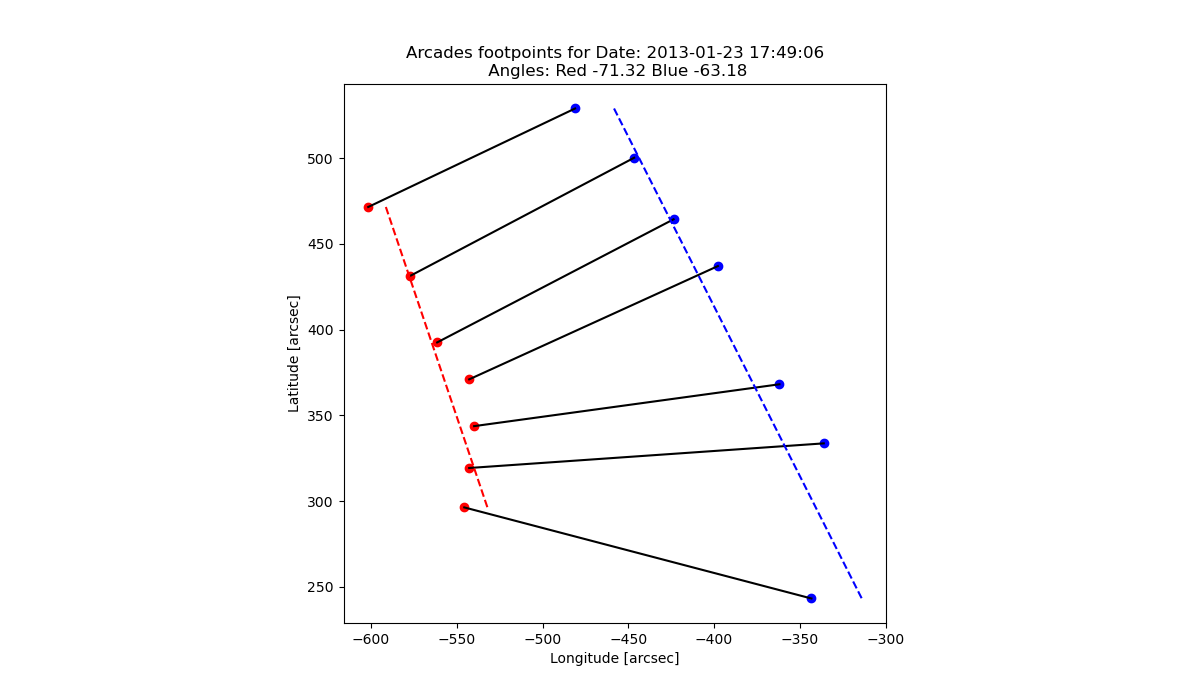 Arcades footpoints for Date: 2013-01-23 17:49:06
Angles: Red -71.32 Blue -63.18
500
450
400
350
300
250
Latitude [arcsec]
−600 −550 −500 −450 −400 −350 −300
Longitude [arcsec]